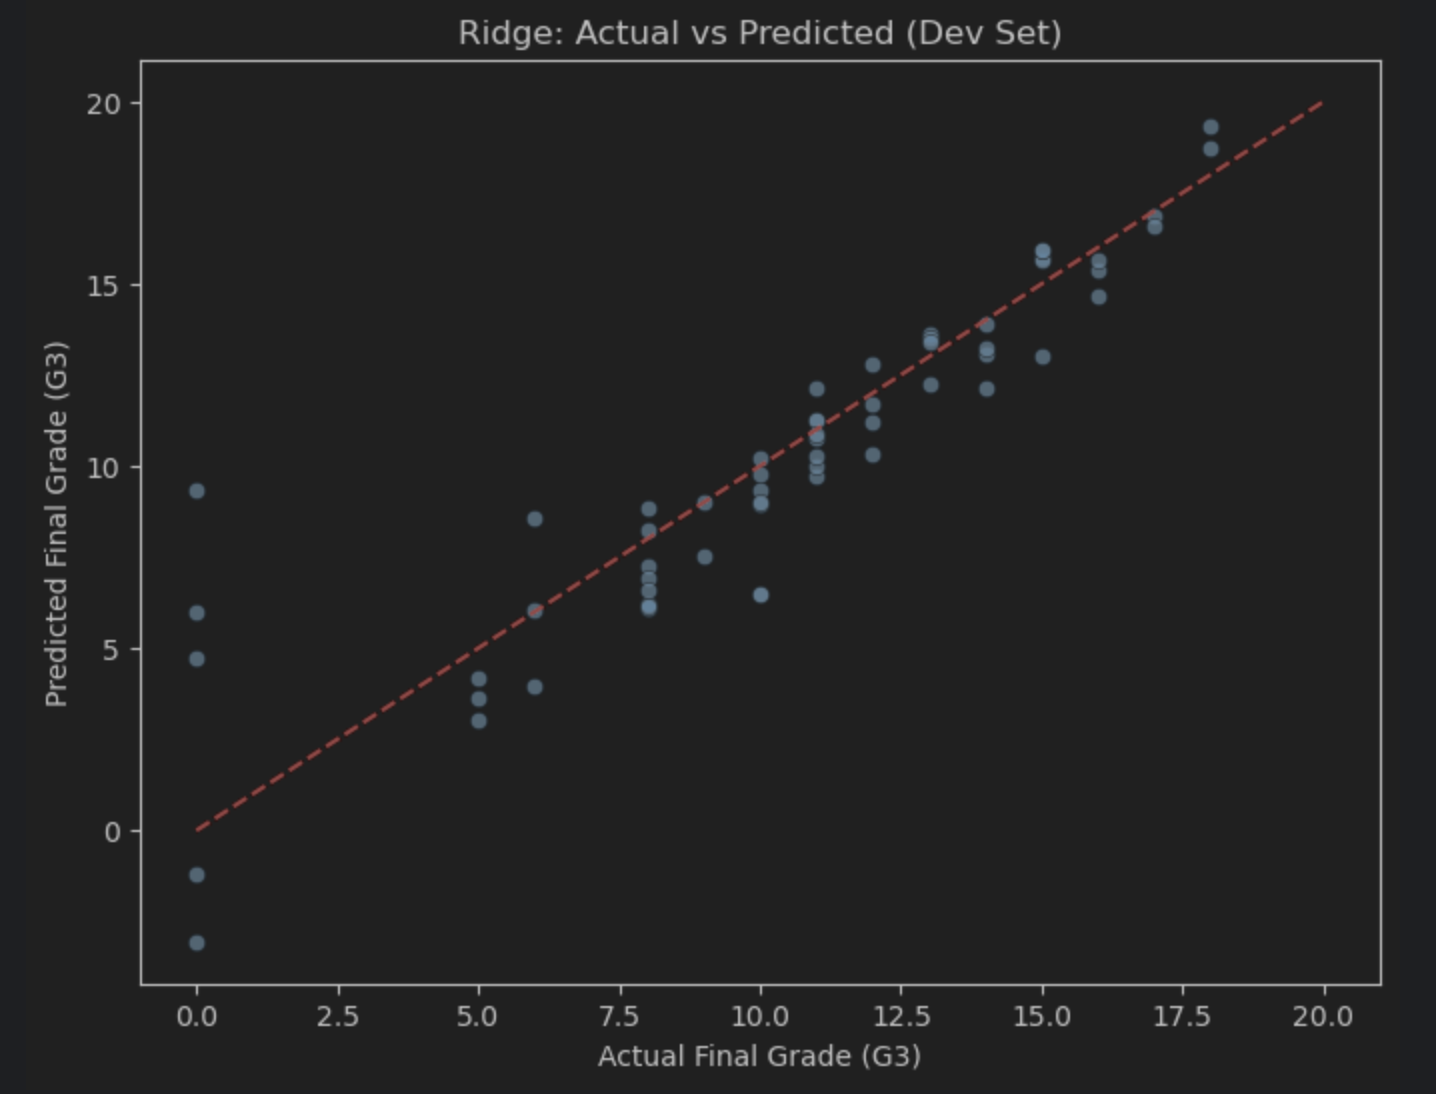 Ridge: Actual vs Predicted (Dev Set)
Predicted Final Grade (G3)
20
15
10
5
0
0.0 2.5 5.0 7.5 10.0 12.5 15.0 17.5 20.0
Actual Final Grade (G3)